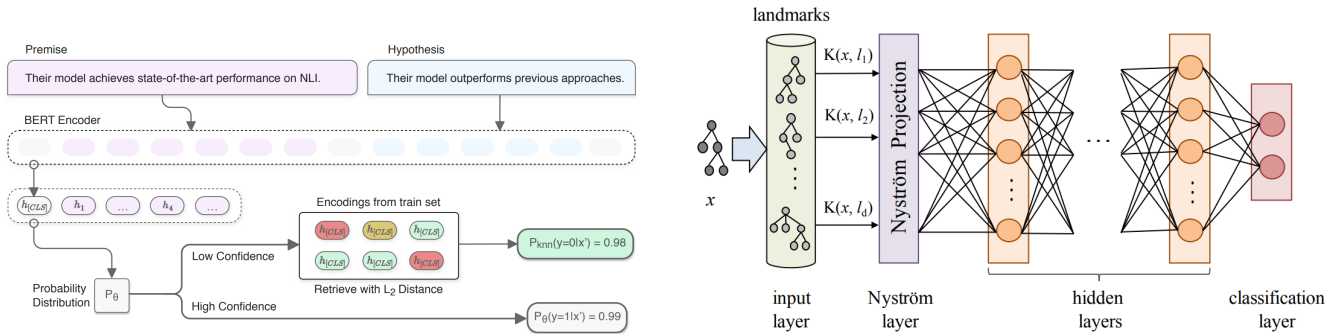 Premise
Hypothesis
Their model achieves state-of-the-art performance on NLI.
Their model outperforms previous approaches.
BERT Encoder
h[CLS] h1 ... h4 ...
Encodings from train set
h[CLS] h[CLS] h[CLS]
h[CLS] h[CLS] h[CLS]
Retrieve with L2 Distance
Low Confidence
High Confidence
Probability
Distribution
Pθ
Pknn(y=0|x') = 0.98
Pθ(y=1|x') = 0.99
landmarks
x
K(x, l1)
K(x, l2)
K(x, ld)
Nyström Projection
...
input
layer
Nyström
layer
hidden
layers
classification
layer